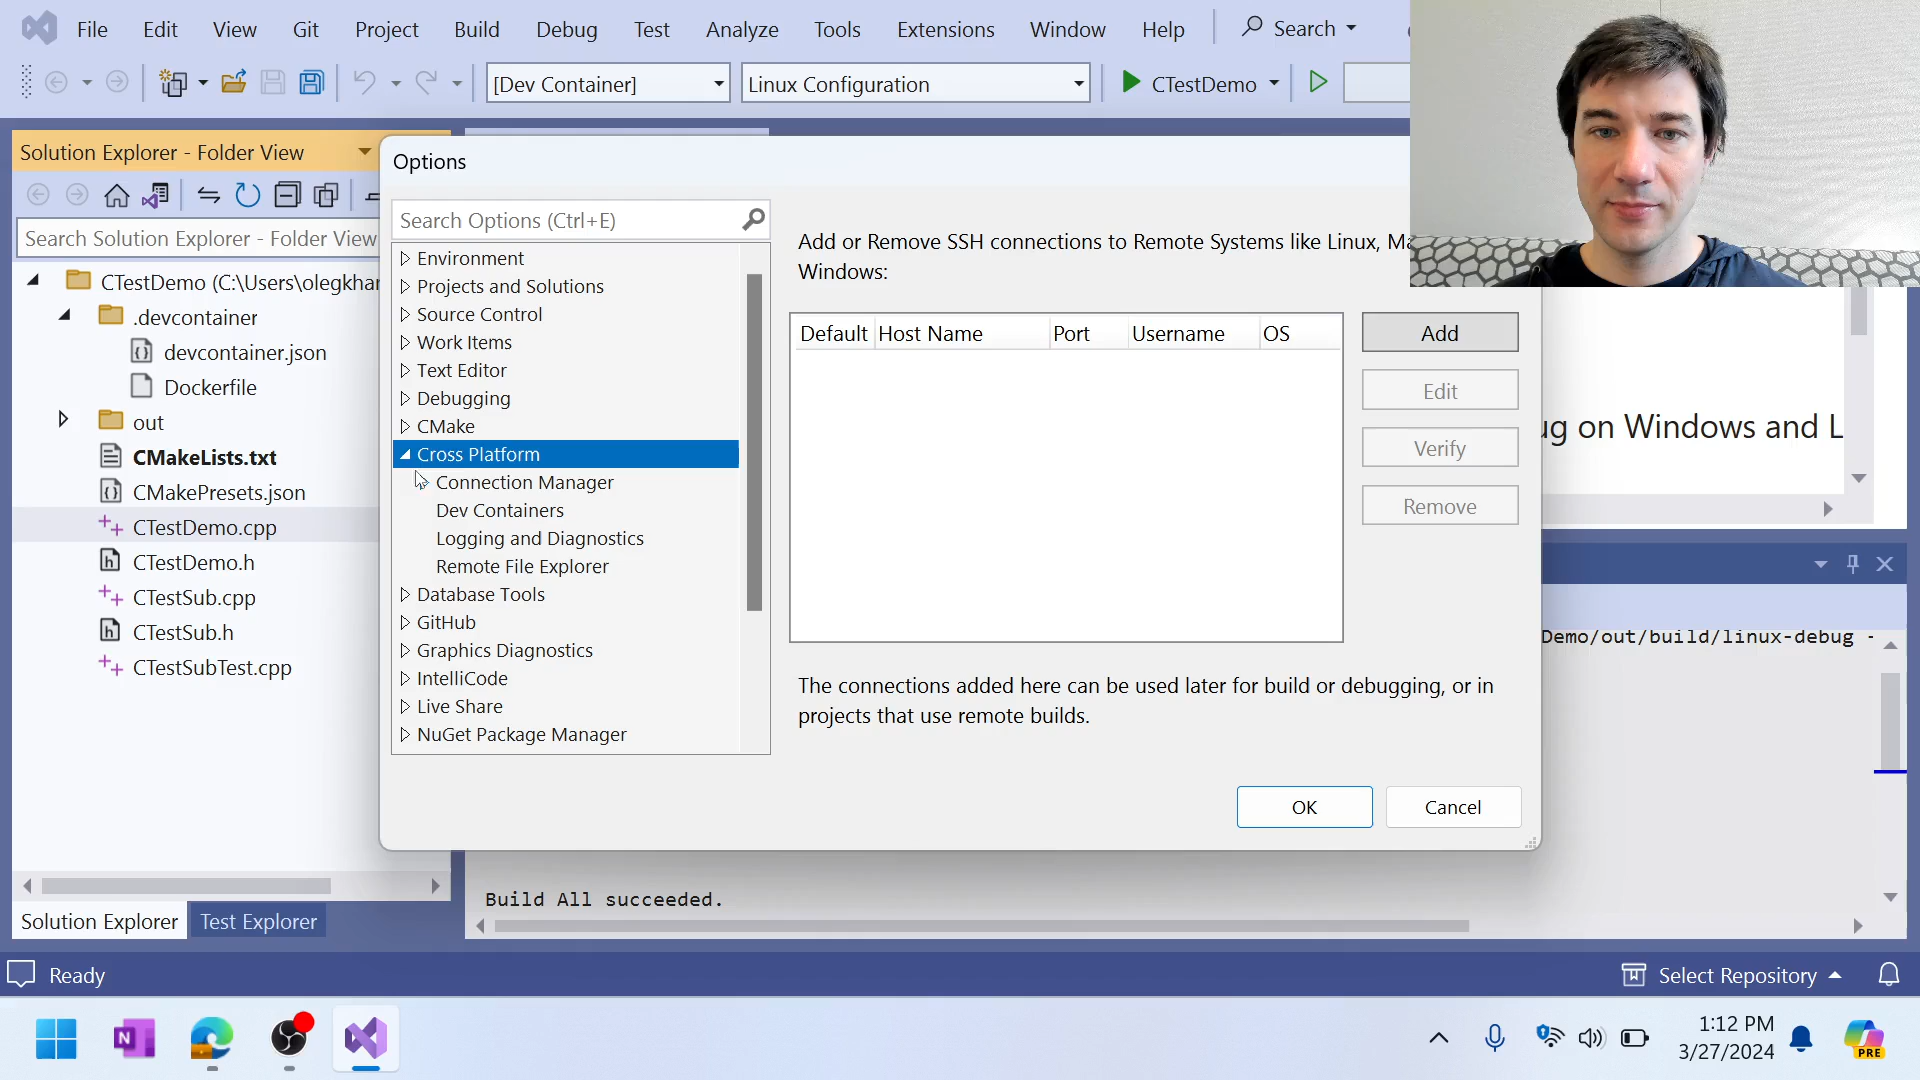 File Edit View Git Project Build Debug Test Analyze Tools Extensions Window Help Search
[Dev Container] Linux Configuration CTestDemo
Solution Explorer - Folder View
Search Solution Explorer - Folder View
CTestDemo (C:\Users\olegkhar
.devcontainer
devcontainer.json
Dockerfile
out
CMakeLists.txt
CMakePresets.json
CTestDemo.cpp
CTestDemo.h
CTestSub.cpp
CTestSub.h
CTestSubTest.cpp
Solution Explorer Test Explorer
Options
Search Options (Ctrl+E)
Environment
Projects and Solutions
Source Control
Work Items
Text Editor
Debugging
CMake
Cross Platform
Connection Manager
Dev Containers
Logging and Diagnostics
Remote File Explorer
Database Tools
GitHub
Graphics Diagnostics
IntelliCode
Live Share
NuGet Package Manager
Add or Remove SSH connections to Remote Systems like Linux, Ma
Windows:
Default Host Name Port Username OS
Add
Edit
Verify
Remove
The connections added here can be used later for build or debugging, or in
projects that use remote builds.
OK Cancel
ug on Windows and L
Demo/out/build/linux-debug -
Build All succeeded.
Ready Select Repository
1:12 PM
3/27/2024
PRE